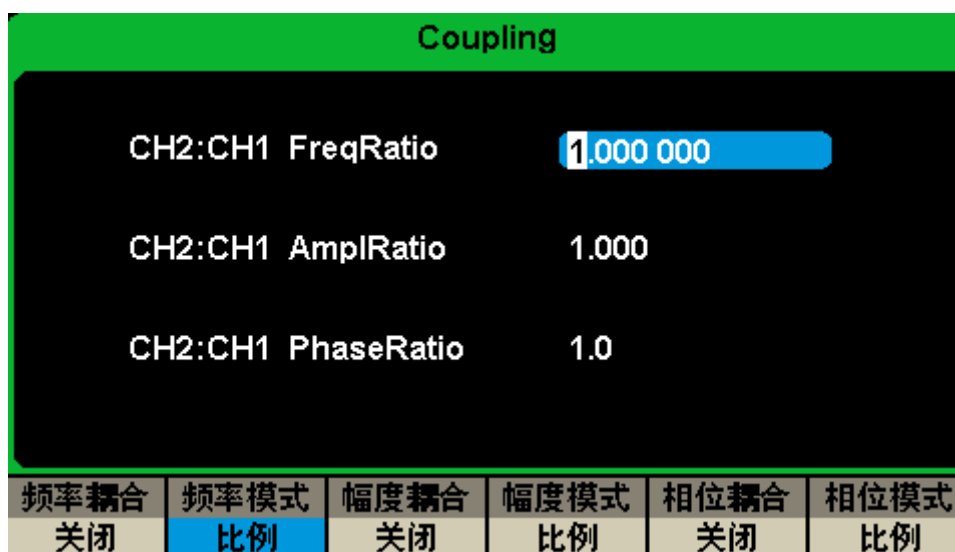 Coupling
CH2:CH1 FreqRatio 1.000 000
CH2:CH1 AmplRatio 1.000
CH2:CH1 PhaseRatio 1.0
频率耦合 频率模式 幅度耦合 幅度模式 相位耦合 相位模式
关闭 比例 关闭 比例 关闭 比例